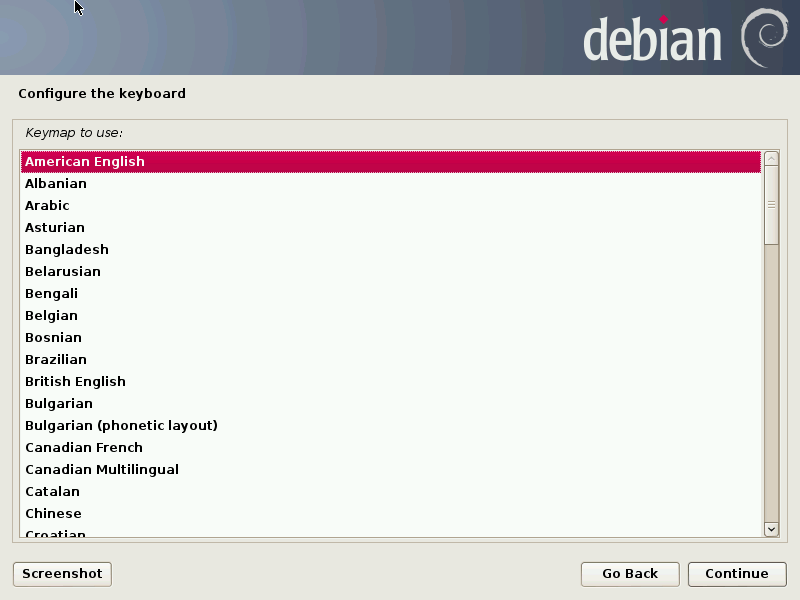 debian
Configure the keyboard
Keymap to use:
American English
Albanian
Arabic
Asturian
Bangladesh
Belarusian
Bengali
Belgian
Bosnian
Brazilian
British English
Bulgarian
Bulgarian (phonetic layout)
Canadian French
Canadian Multilingual
Catalan
Chinese
Croatian
Screenshot
Go Back
Continue